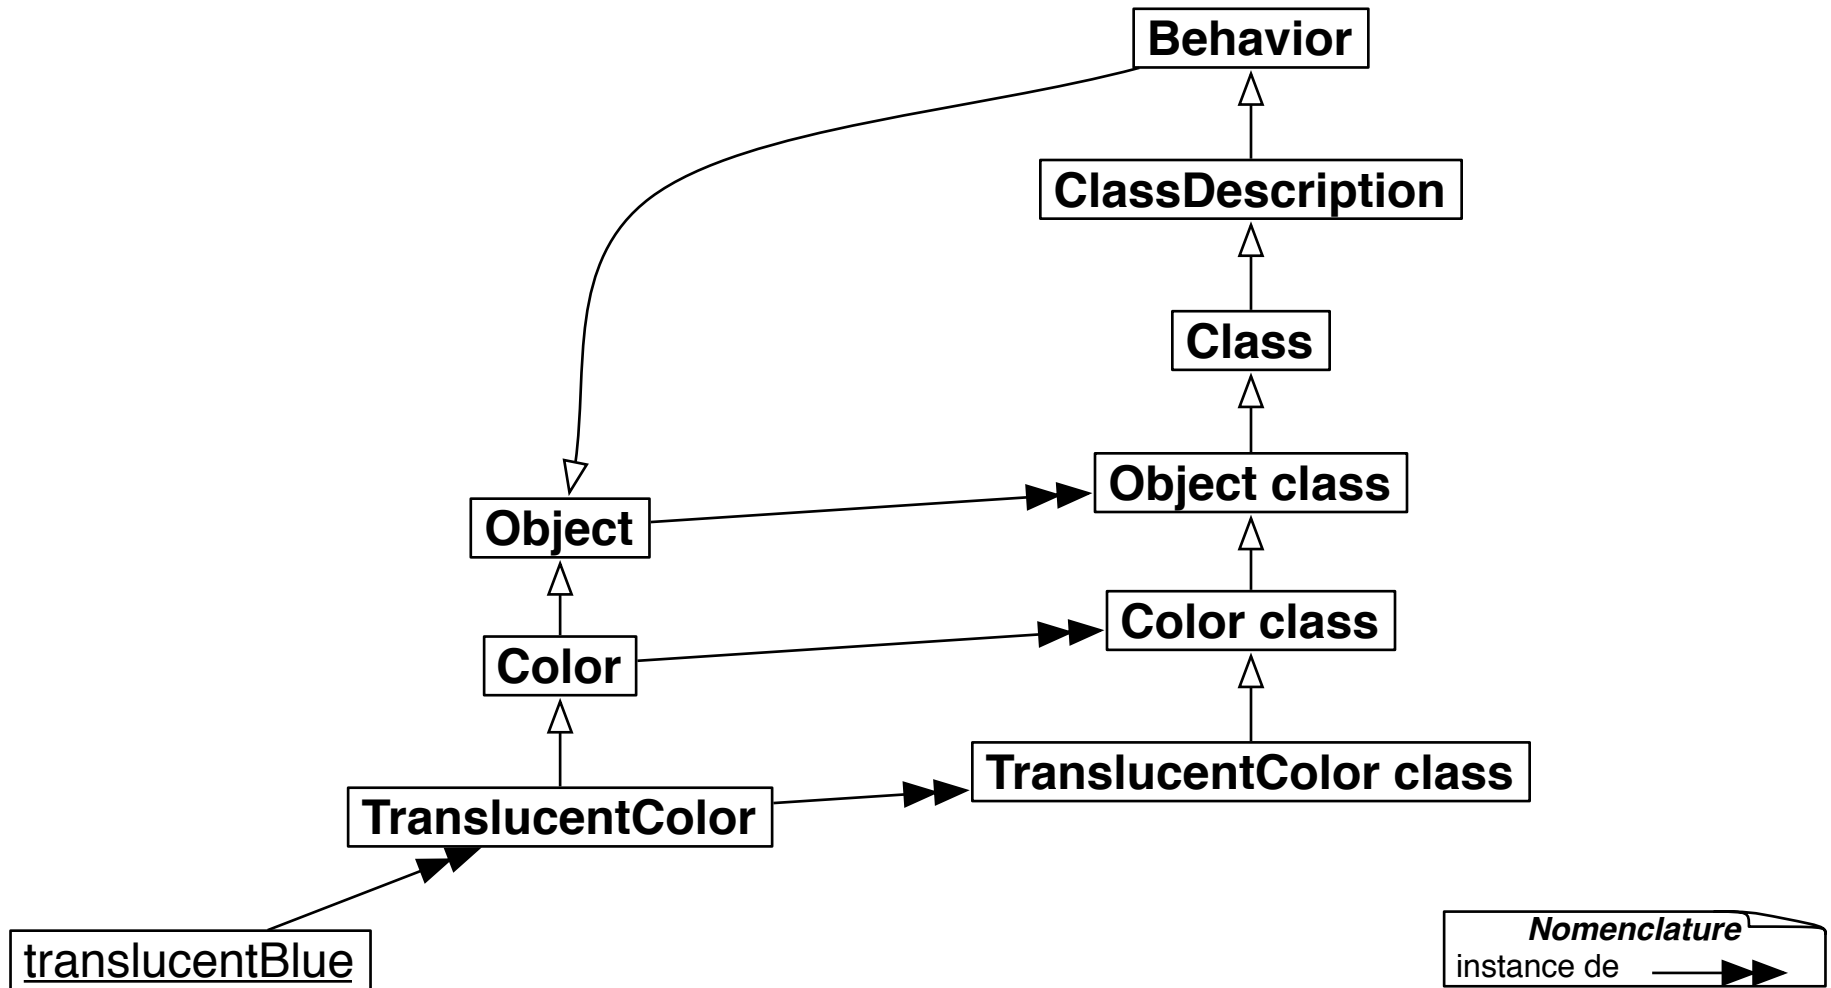 Behavior
ClassDescription
Class
Object class
Object
Color class
Color
TranslucentColor class
TranslucentColor
translucentBlue
Nomenclature
instance de